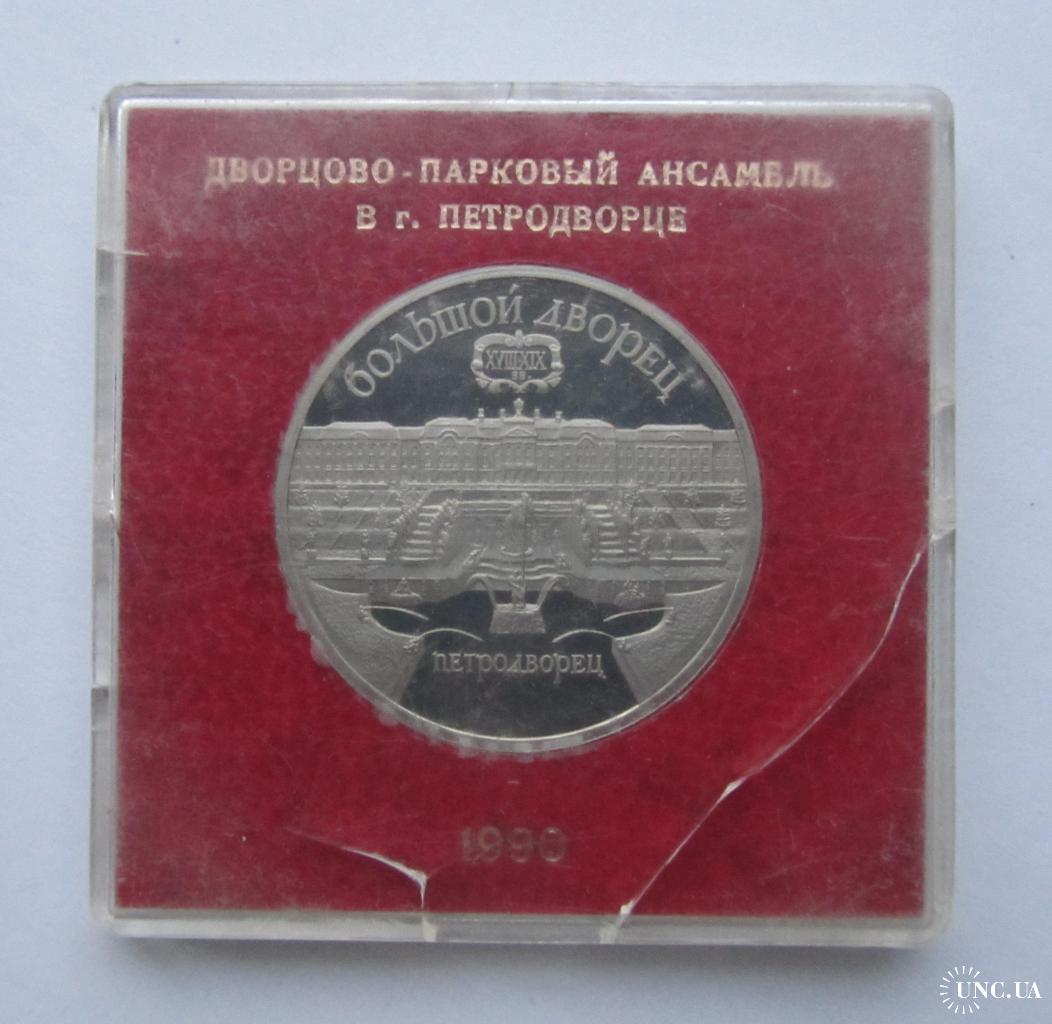 ДВОРЦОВО - ПАРКОВЫЙ АНСАМБЛЬ
В г. ПЕТРОДВОРЦЕ
БОЛЬШОЙ ДВОРЕЦ
XVIII-XIX
ВВ.
ПЕТРОДВОРЕЦ
1990
UNC.UA